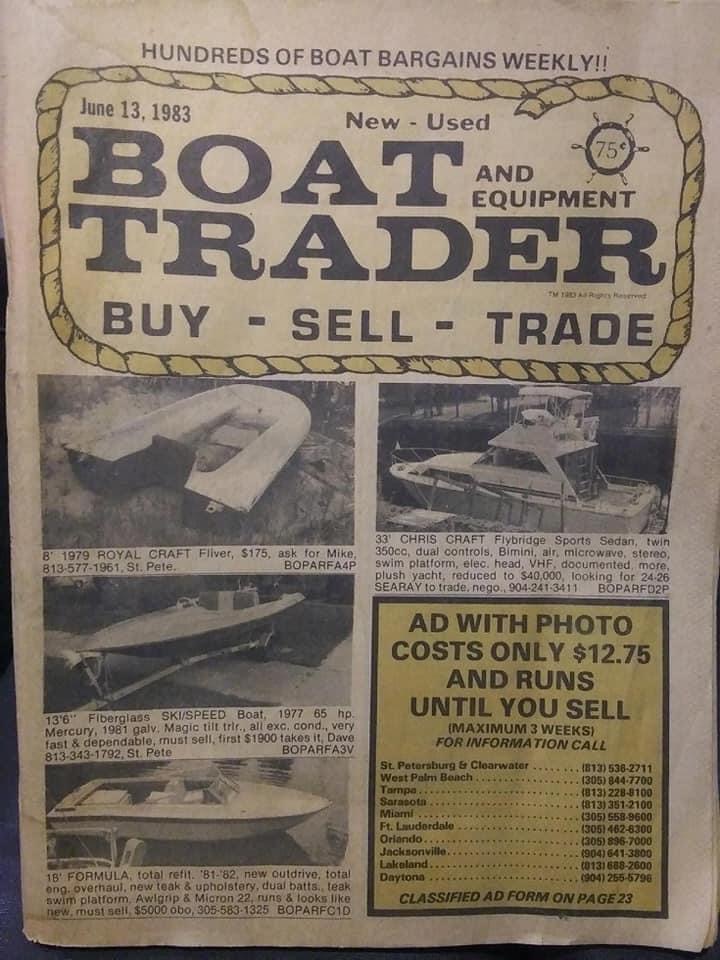 HUNDREDS OF BOAT BARGAINS WEEKLY!!
June 13, 1983
New - Used
75¢
BOAT
AND
EQUIPMENT
TRADER
TM 1983 All Rights Reserved
BUY - SELL - TRADE
8' 1979 ROYAL CRAFT Fliver, $175, ask for Mike,
813-577-1961, St. Pete. BOPARFA4P
13'6" Fiberglass SKI/SPEED Boat, 1977 65 hp.
Mercury, 1981 galv. Magic tilt trlr., all exc. cond., very
fast & dependable, must sell, first $1900 takes it, Dave
813-343-1792, St. Pete BOPARFA3V
18' FORMULA, total refit, '81-'82, new outdrive, total
eng. overhaul, new teak & upholstery, dual batts., teak
swim platform, Awlgrip & Micron 22, runs & looks like
new, must sell, $5000 obo, 305-583-1325 BOPARFC1D
33' CHRIS CRAFT Flybridge Sports Sedan, twin
350cc, dual controls, Bimini, air, microwave, stereo,
swim platform, elec. head, VHF, documented, more,
plush yacht, reduced to $40,000, looking for 24-26
SEARAY to trade, nego., 904-241-3411 BOPARFD2P
AD WITH PHOTO
COSTS ONLY $12.75
AND RUNS
UNTIL YOU SELL
(MAXIMUM 3 WEEKS)
FOR INFORMATION CALL
St. Petersburg & Clearwater ........ (813) 536-2711
West Palm Beach ................ (305) 844-7700
Tampa ........................ (813) 228-8100
Sarasota ...................... (813) 351-2100
Miami ........................ (305) 558-9600
Ft. Lauderdale .................. (305) 462-6300
Orlando ....................... (305) 896-7000
Jacksonville .................... (904) 641-3800
Lakeland ...................... (813) 688-2600
Daytona ...................... (904) 255-5796
CLASSIFIED AD FORM ON PAGE 23